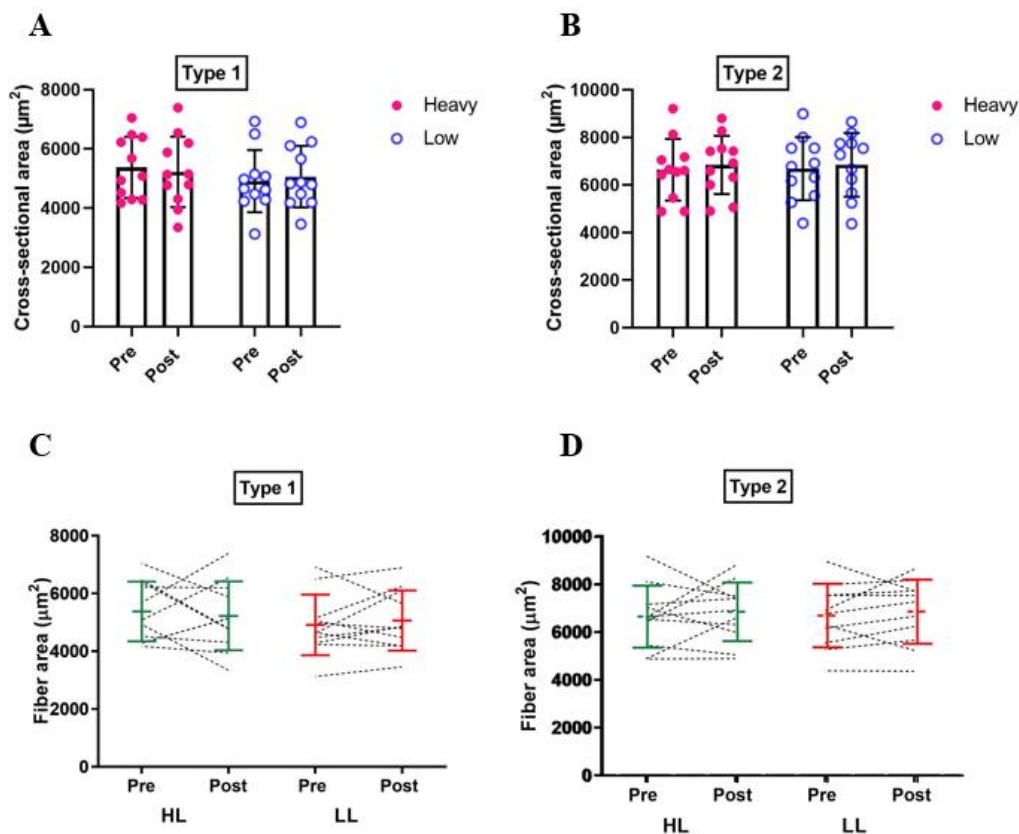 A
Type 1
Cross-sectional area (µm²)
8000
6000
4000
2000
0
Pre
Post
Pre
Post
Heavy
Low
B
Type 2
Cross-sectional area (µm²)
10000
8000
6000
4000
2000
0
Pre
Post
Pre
Post
Heavy
Low
C
Type 1
Fiber area (µm²)
8000
6000
4000
2000
0
Pre Post Pre Post
HL LL
D
Type 2
Fiber area (µm²)
10000
8000
6000
4000
2000
0
Pre Post Pre Post
HL LL